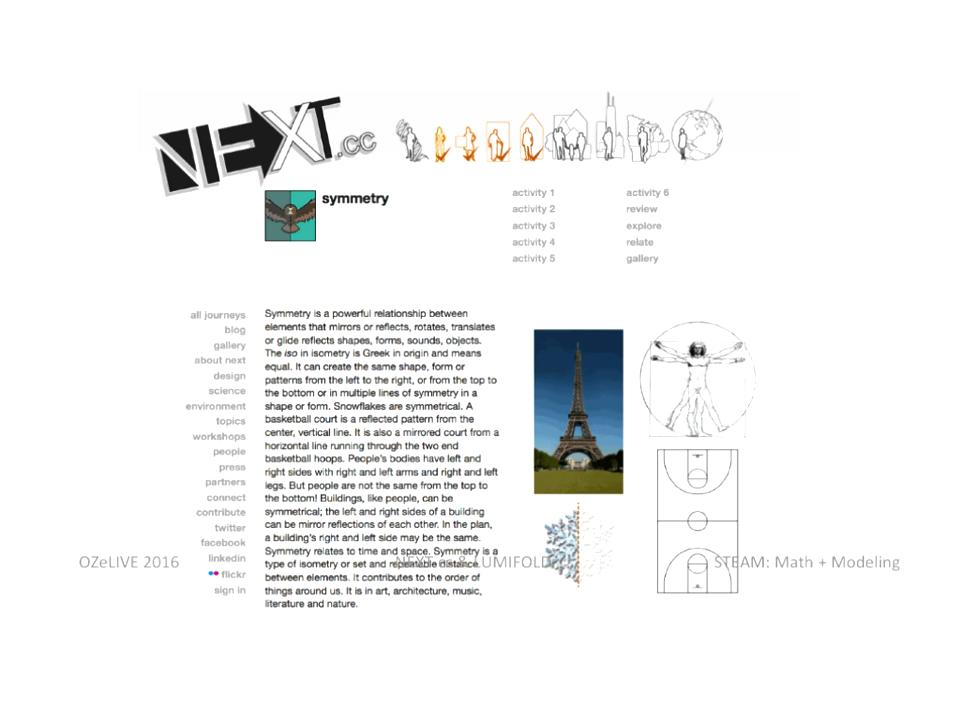 NEXT.cc
symmetry
activity 1
activity 2
activity 3
activity 4
activity 5
activity 6
review
explore
relate
gallery
all journeys
blog
gallery
about next
design
science
environment
topics
workshops
people
press
partners
connect
contribute
twitter
facebook
linkedin
flickr
sign in
Symmetry is a powerful relationship between
elements that mirrors or reflects, rotates, translates
or glide reflects shapes, forms, sounds, objects.
The iso in isometry is Greek in origin and means
equal. It can create the same shape, form or
patterns from the left to the right, or from the top to
the bottom or in multiple lines of symmetry in a
shape or form. Snowflakes are symmetrical. A
basketball court is a reflected pattern from the
center, vertical line. It is also a mirrored court from a
horizontal line running through the two end
basketball hoops. People's bodies have left and
right sides with right and left arms and right and left
legs. But people are not the same from the top to
the bottom! Buildings, like people, can be
symmetrical; the left and right sides of a building
can be mirror reflections of each other. In the plan,
a building's right and left side may be the same.
Symmetry relates to time and space. Symmetry is a
type of isometry or set and repeatable distance
between elements. It contributes to the order of
things around us. It is in art, architecture, music,
literature and nature.
OZeLIVE 2016
NEXT.cc & LUMIFOLD
STEAM: Math + Modeling